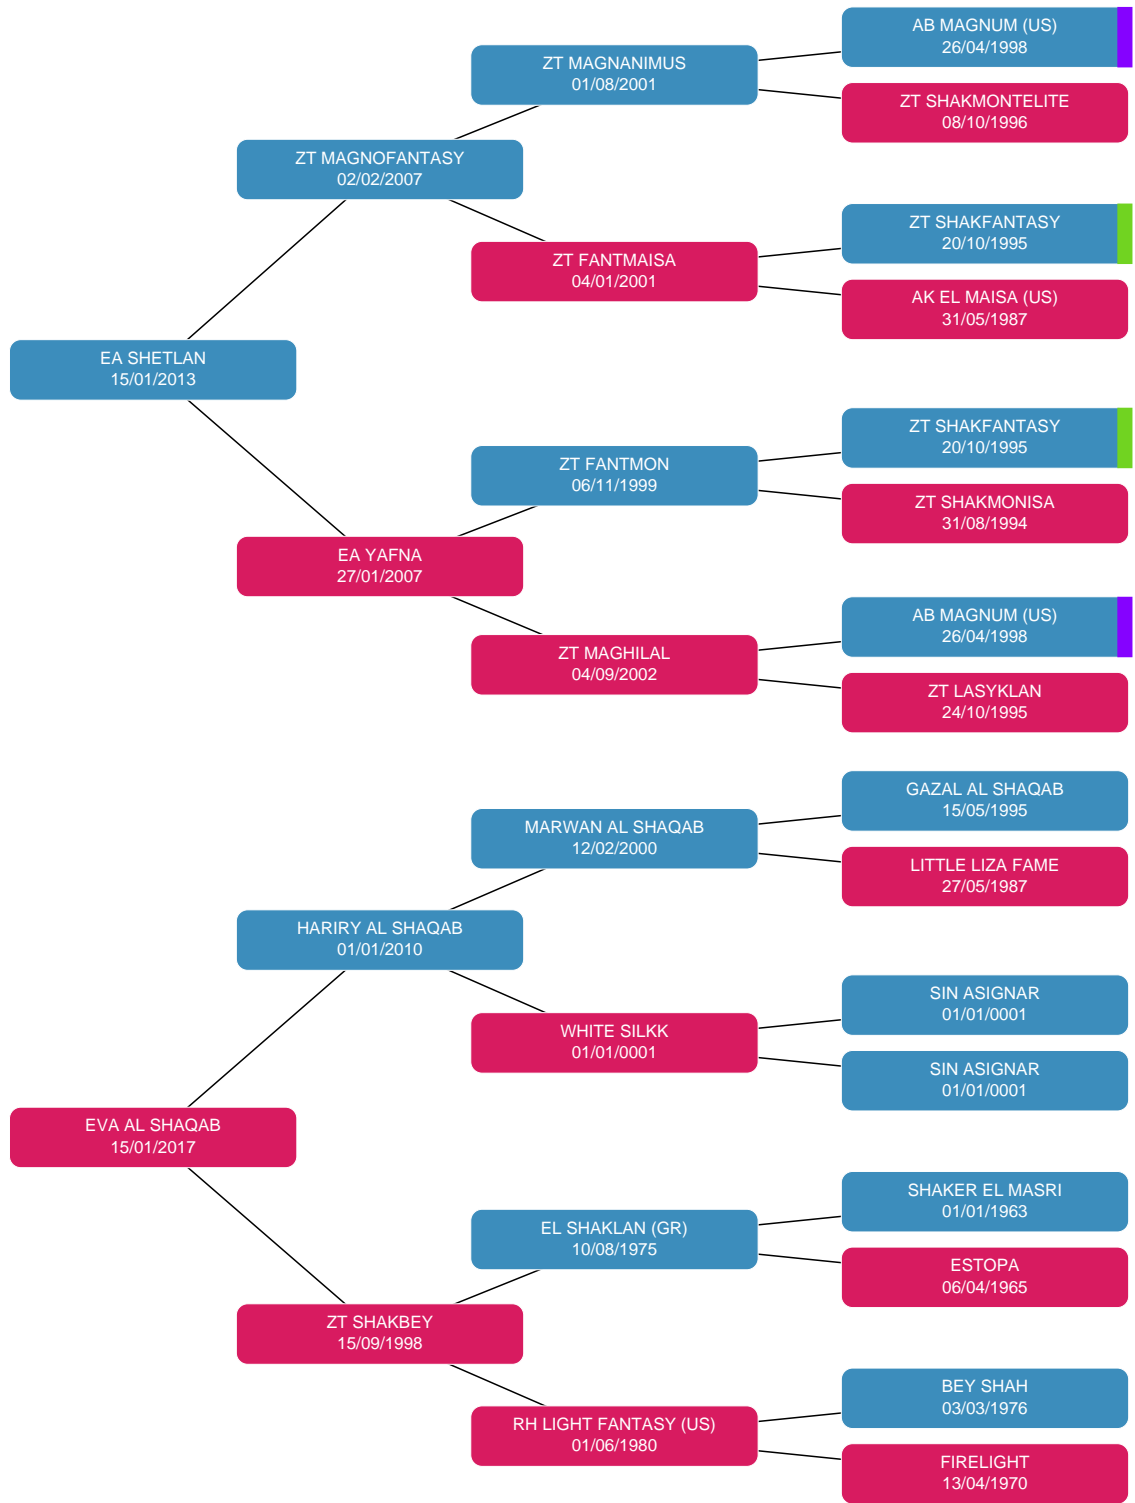 AB MAGNUM (US)
26/04/1998
ZT MAGNANIMUS
01/08/2001
ZT SHAKMONTELITE
08/10/1996
ZT MAGNOFANTASY
02/02/2007
ZT SHAKFANTASY
20/10/1995
ZT FANTMAISA
04/01/2001
AK EL MAISA (US)
31/05/1987
EA SHETLAN
15/01/2013
ZT SHAKFANTASY
20/10/1995
ZT FANTMON
06/11/1999
ZT SHAKMONISA
31/08/1994
EA YAFNA
27/01/2007
AB MAGNUM (US)
26/04/1998
ZT MAGHILAL
04/09/2002
ZT LASYKLAN
24/10/1995
GAZAL AL SHAQAB
15/05/1995
MARWAN AL SHAQAB
12/02/2000
LITTLE LIZA FAME
27/05/1987
HARIRY AL SHAQAB
01/01/2010
SIN ASIGNAR
01/01/0001
WHITE SILKK
01/01/0001
SIN ASIGNAR
01/01/0001
EVA AL SHAQAB
15/01/2017
SHAKER EL MASRI
01/01/1963
EL SHAKLAN (GR)
10/08/1975
ESTOPA
06/04/1965
ZT SHAKBEY
15/09/1998
BEY SHAH
03/03/1976
RH LIGHT FANTASY (US)
01/06/1980
FIRELIGHT
13/04/1970